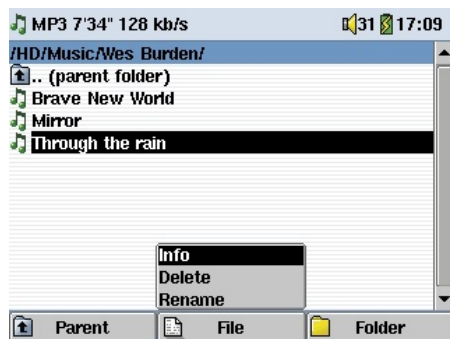 MP3 7'34" 128 kb/s 31 17:09
/HD/Music/Wes Burden/
.. (parent folder)
Brave New World
Mirror
Through the rain
Info
Delete
Rename
Parent File Folder